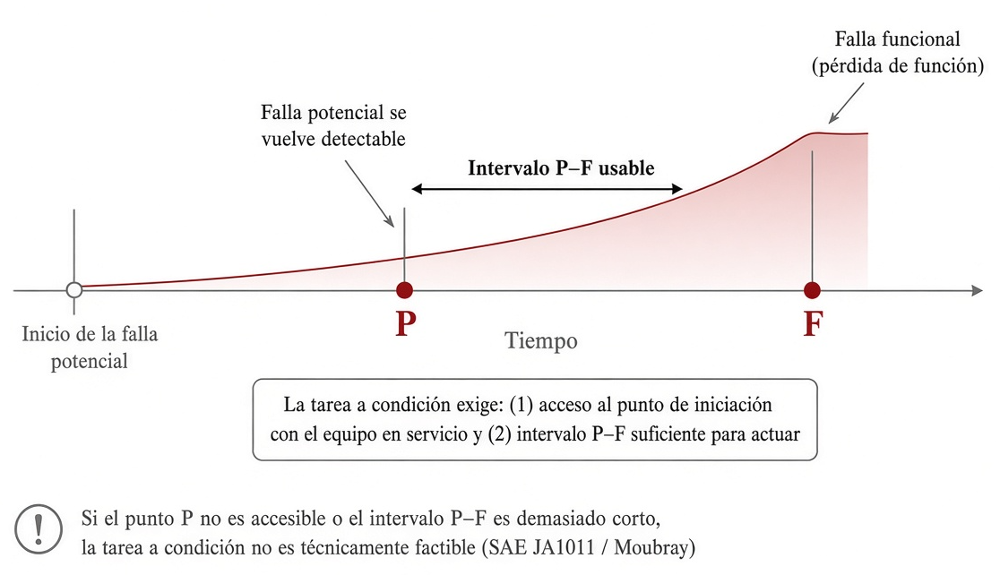 Falla funcional
(pérdida de función)
Falla potencial se
vuelve detectable
Intervalo P–F usable
P
F
Inicio de la falla
potencial
Tiempo
La tarea a condición exige: (1) acceso al punto de iniciación
con el equipo en servicio y (2) intervalo P–F suficiente para actuar
!
Si el punto P no es accesible o el intervalo P–F es demasiado corto,
la tarea a condición no es técnicamente factible (SAE JA1011 / Moubray)